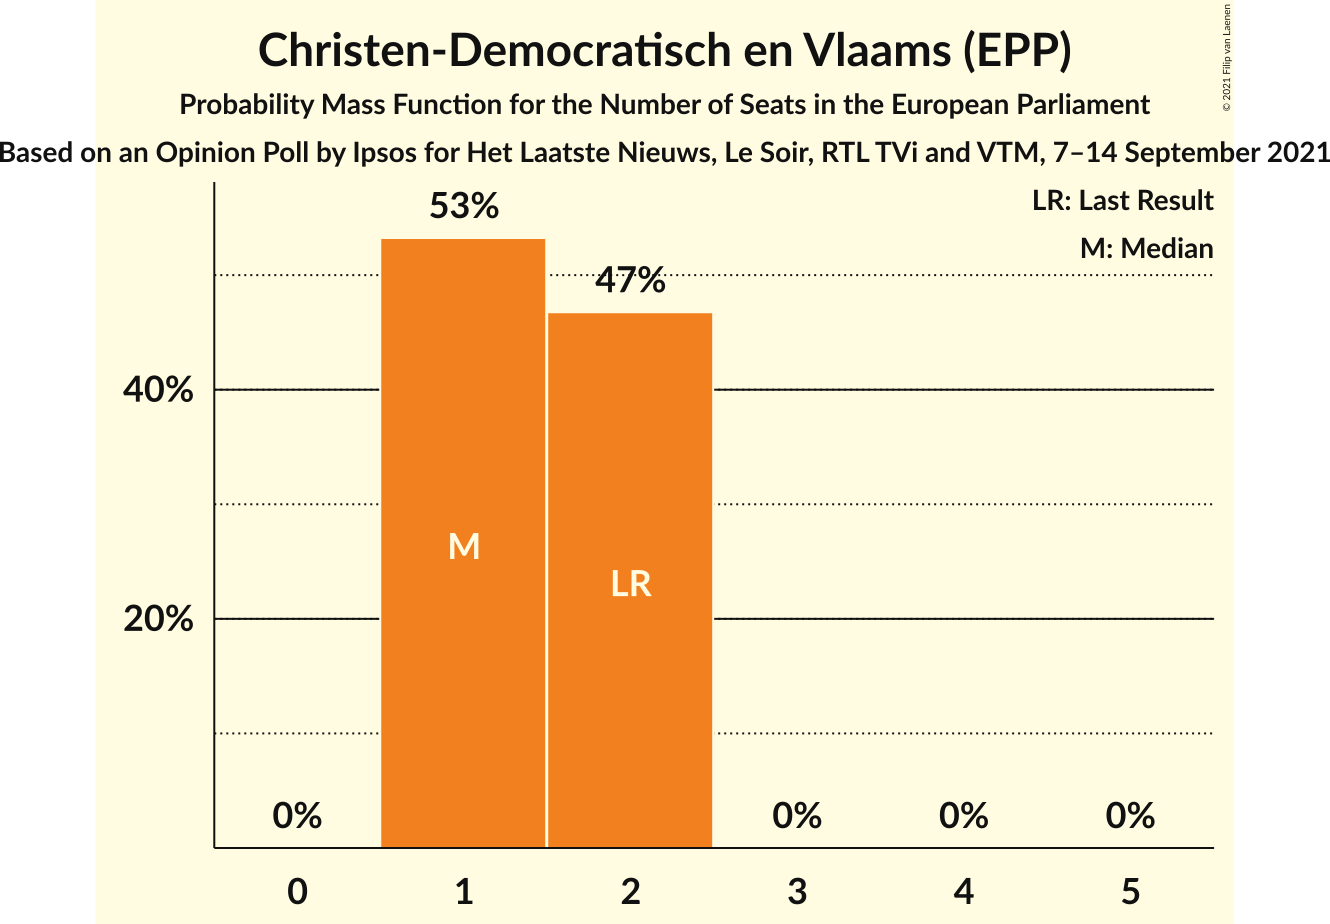 Christen-Democratisch en Vlaams (EPP)
Probability Mass Function for the Number of Seats in the European Parliament
Based on an Opinion Poll by Ipsos for Het Laatste Nieuws, Le Soir, RTL TVi and VTM, 7–14 September 2021
© 2021 Filip van Laenen
LR: Last Result
M: Median
53%
47%
40%
20%
M
LR
0% 0% 0% 0%
0 1 2 3 4 5